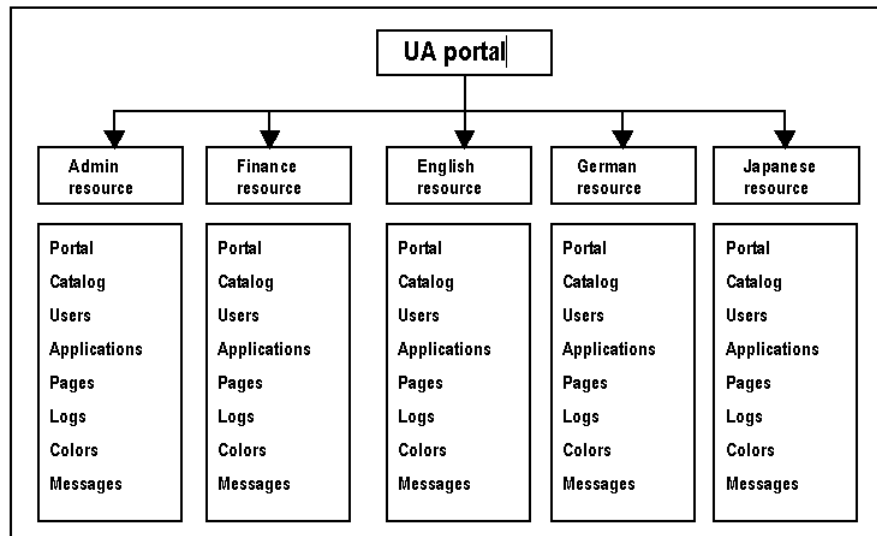 UA portal
Admin
resource
Finance
resource
English
resource
German
resource
Japanese
resource
Portal
Catalog
Users
Applications
Pages
Logs
Colors
Messages
Portal
Catalog
Users
Applications
Pages
Logs
Colors
Messages
Portal
Catalog
Users
Applications
Pages
Logs
Colors
Messages
Portal
Catalog
Users
Applications
Pages
Logs
Colors
Messages
Portal
Catalog
Users
Applications
Pages
Logs
Colors
Messages